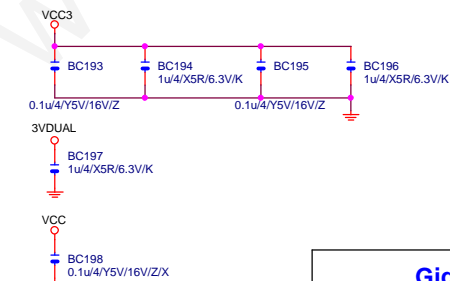 VCC3
BC193
BC194
1u/4/X5R/6.3V/K
BC195
BC196
1u/4/X5R/6.3V/K
0.1u/4/Y5V/16V/Z
0.1u/4/Y5V/16V/Z
3VDUAL
BC197
1u/4/X5R/6.3V/K
VCC
BC198
0.1u/4/Y5V/16V/Z/X